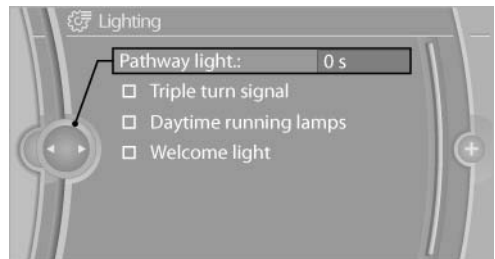 Lighting
Pathway light.: 0 s
Triple turn signal
Daytime running lamps
Welcome light